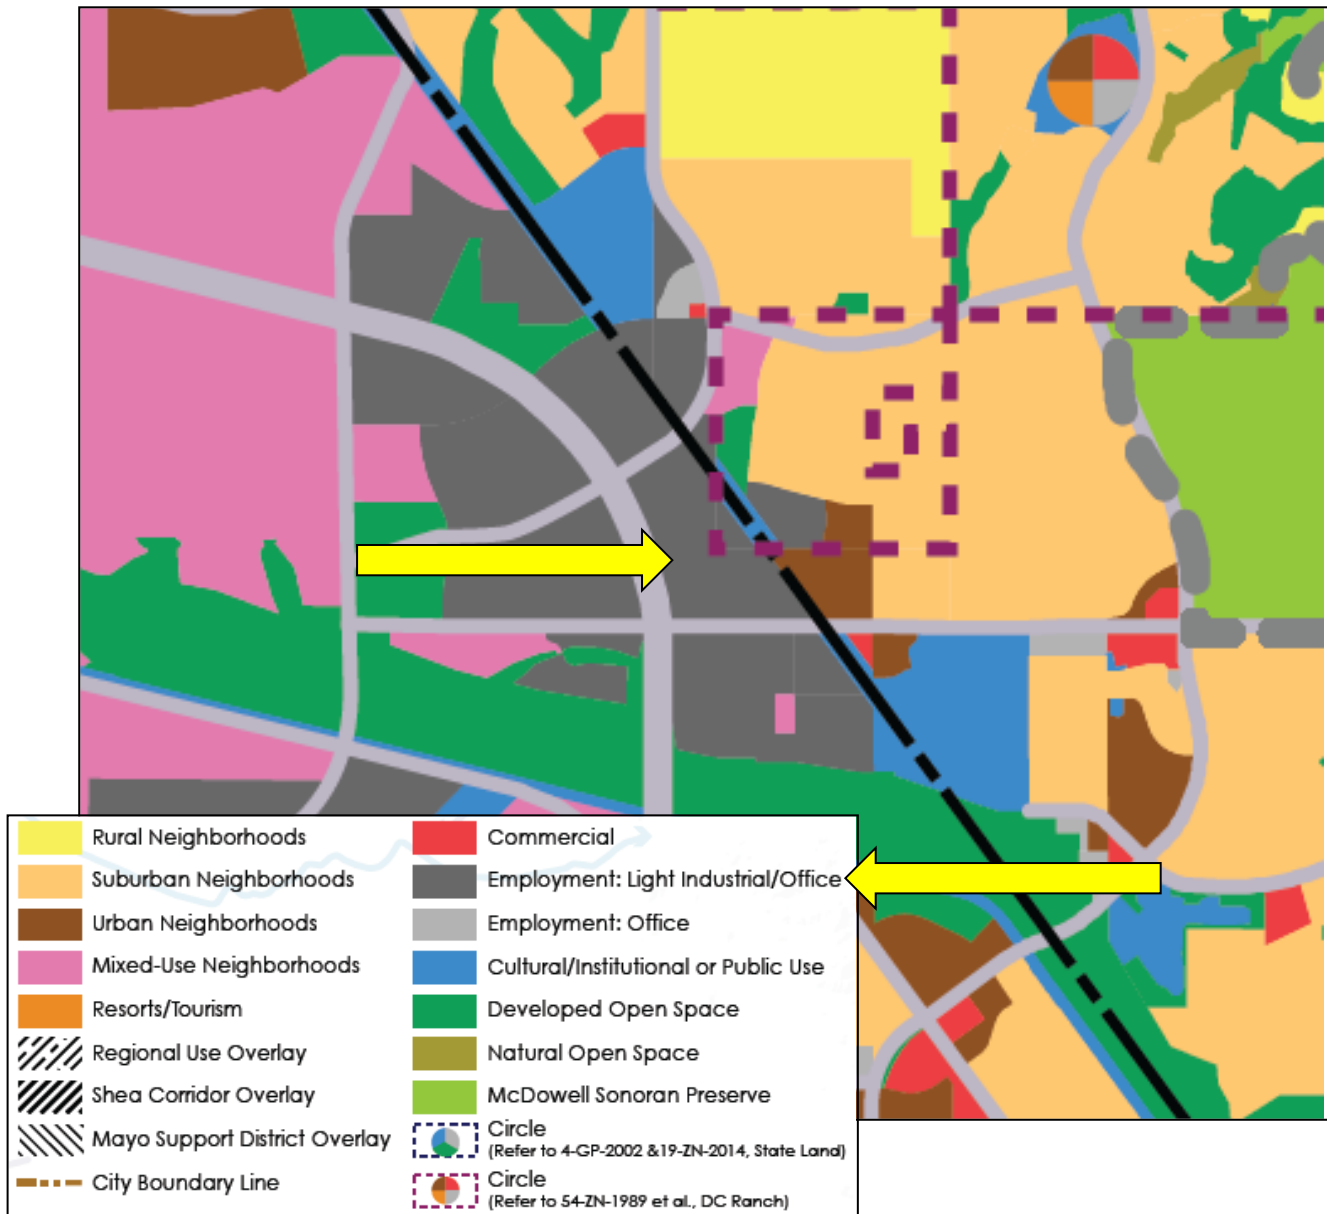 Rural Neighborhoods
Suburban Neighborhoods
Urban Neighborhoods
Mixed-Use Neighborhoods
Resorts/Tourism
Regional Use Overlay
Shea Corridor Overlay
Mayo Support District Overlay
City Boundary Line
Commercial
Employment: Light Industrial/Office
Employment: Office
Cultural/Institutional or Public Use
Developed Open Space
Natural Open Space
McDowell Sonoran Preserve
Circle
(Refer to 4-GP-2002 &19-ZN-2014, State Land)
Circle
(Refer to 54-ZN-1989 et al., DC Ranch)